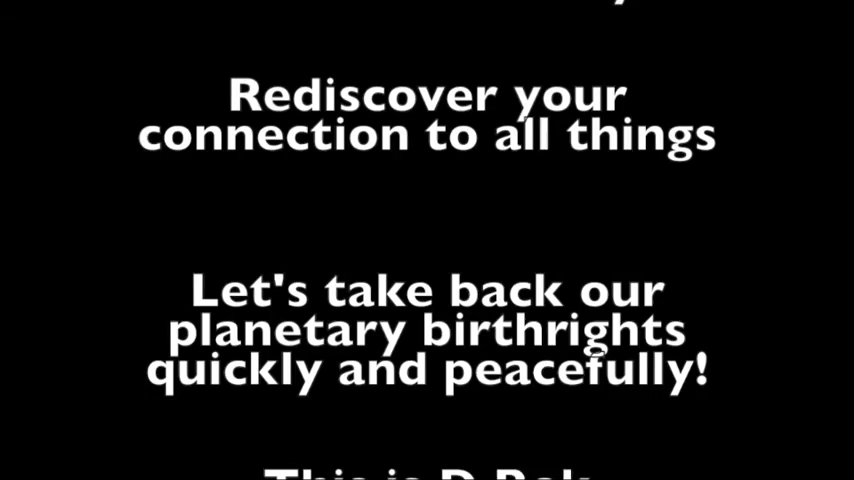 Rediscover your
connection to all things
Let's take back our
planetary birthrights
quickly and peacefully!
This is D Rok